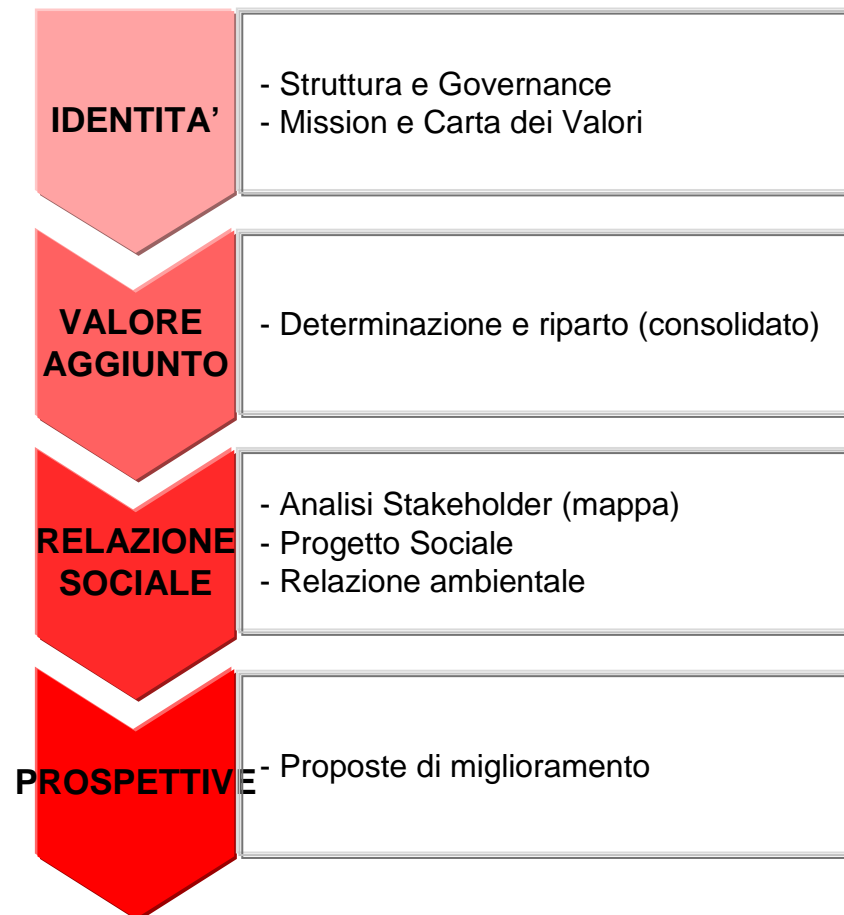 IDENTITA’
- Struttura e Governance
- Mission e Carta dei Valori
VALORE
AGGIUNTO
- Determinazione e riparto (consolidato)
RELAZIONE
SOCIALE
- Analisi Stakeholder (mappa)
- Progetto Sociale
- Relazione ambientale
PROSPETTIVE
- Proposte di miglioramento